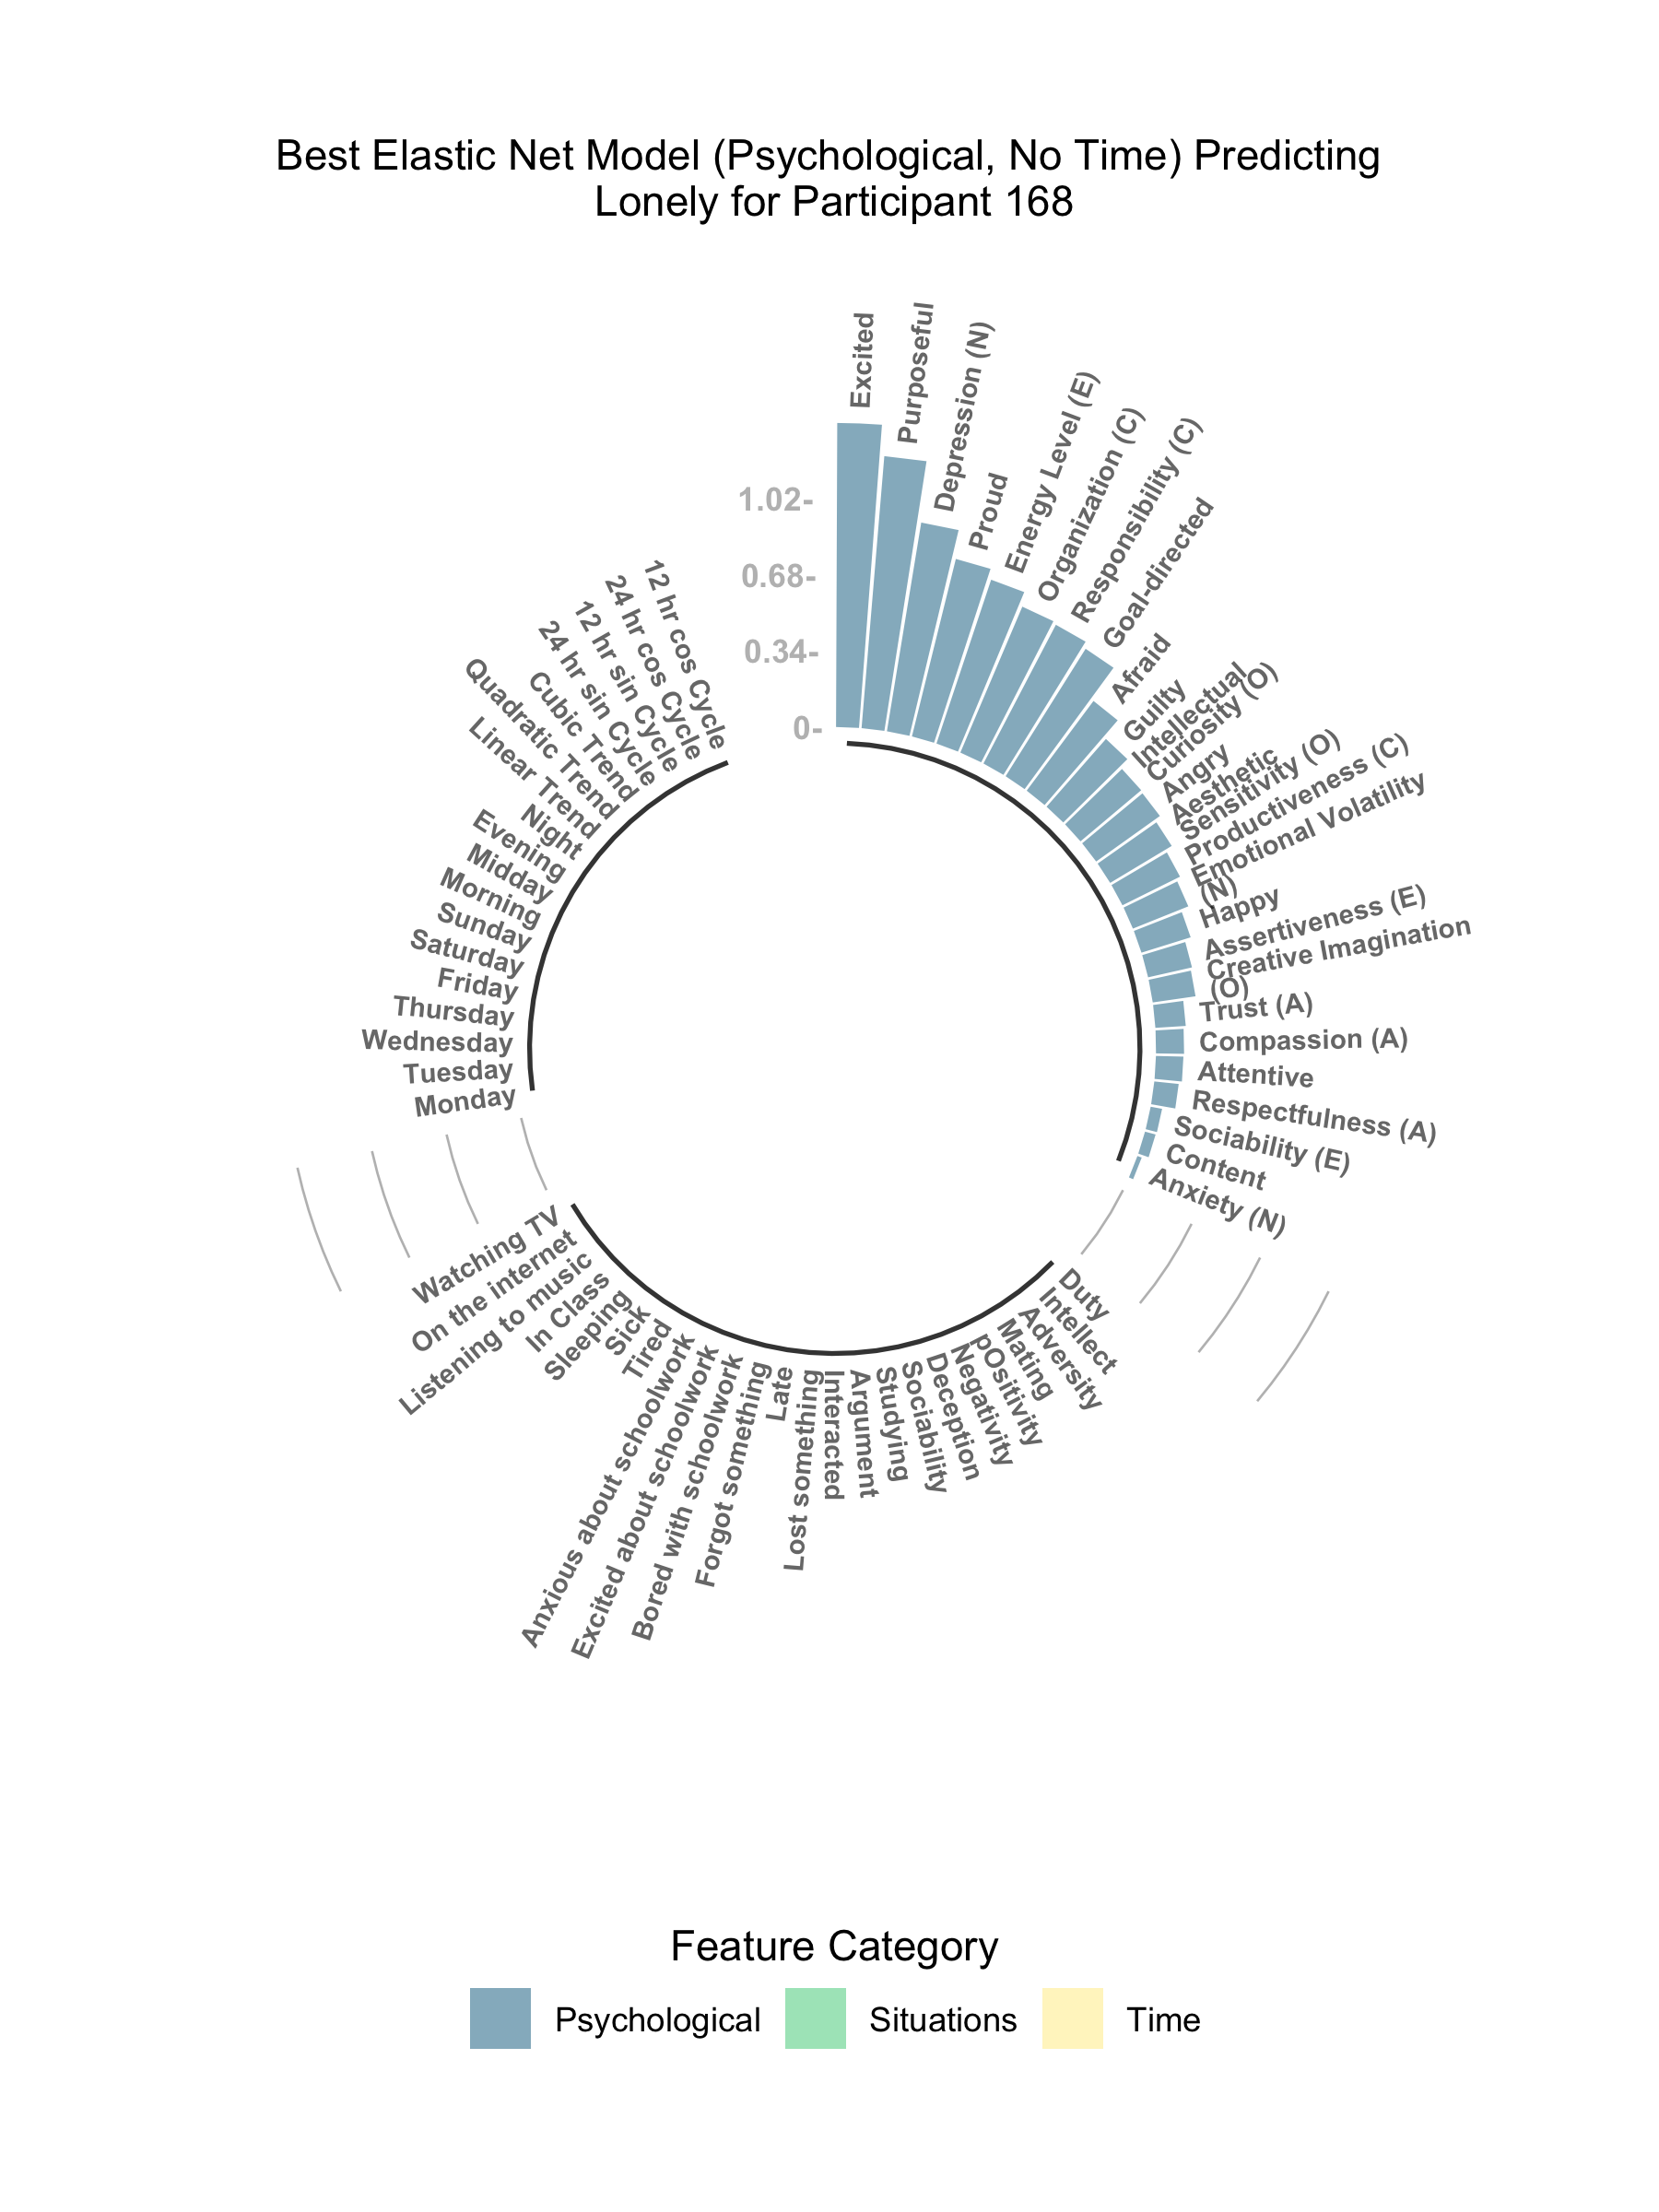 Best Elastic Net Model (Psychological, No Time) Predicting
Lonely for Participant 168
1.02-
0.68-
0.34-
0-
Excited
Purposeful
Depression (N)
Proud
Energy Level (E)
Organization (C)
Responsibility (C)
Goal-directed
Afraid
Guilty
Intellectual
Curiosity (O)
Angry
Aesthetic
Sensitivity (O)
Productiveness (C)
Emotional Volatility
(N)
Happy
Assertiveness (E)
Creative Imagination
(O)
Trust (A)
Compassion (A)
Attentive
Respectfulness (A)
Sociability (E)
Content
Anxiety (N)
Duty
Intellect
Adversity
Mating
pOsitivity
Negativity
Deception
Sociability
Studying
Argument
Interacted
Lost something
Late
Forgot something
Bored with schoolwork
Excited about schoolwork
Anxious about schoolwork
Tired
Sick
Sleeping
In Class
Listening to music
On the internet
Watching TV
Monday
Tuesday
Wednesday
Thursday
Friday
Saturday
Sunday
Morning
Midday
Evening
Night
Linear Trend
Quadratic Trend
Cubic Trend
24 hr sin Cycle
12 hr sin Cycle
24 hr cos Cycle
12 hr cos Cycle
Feature Category
Psychological
Situations
Time